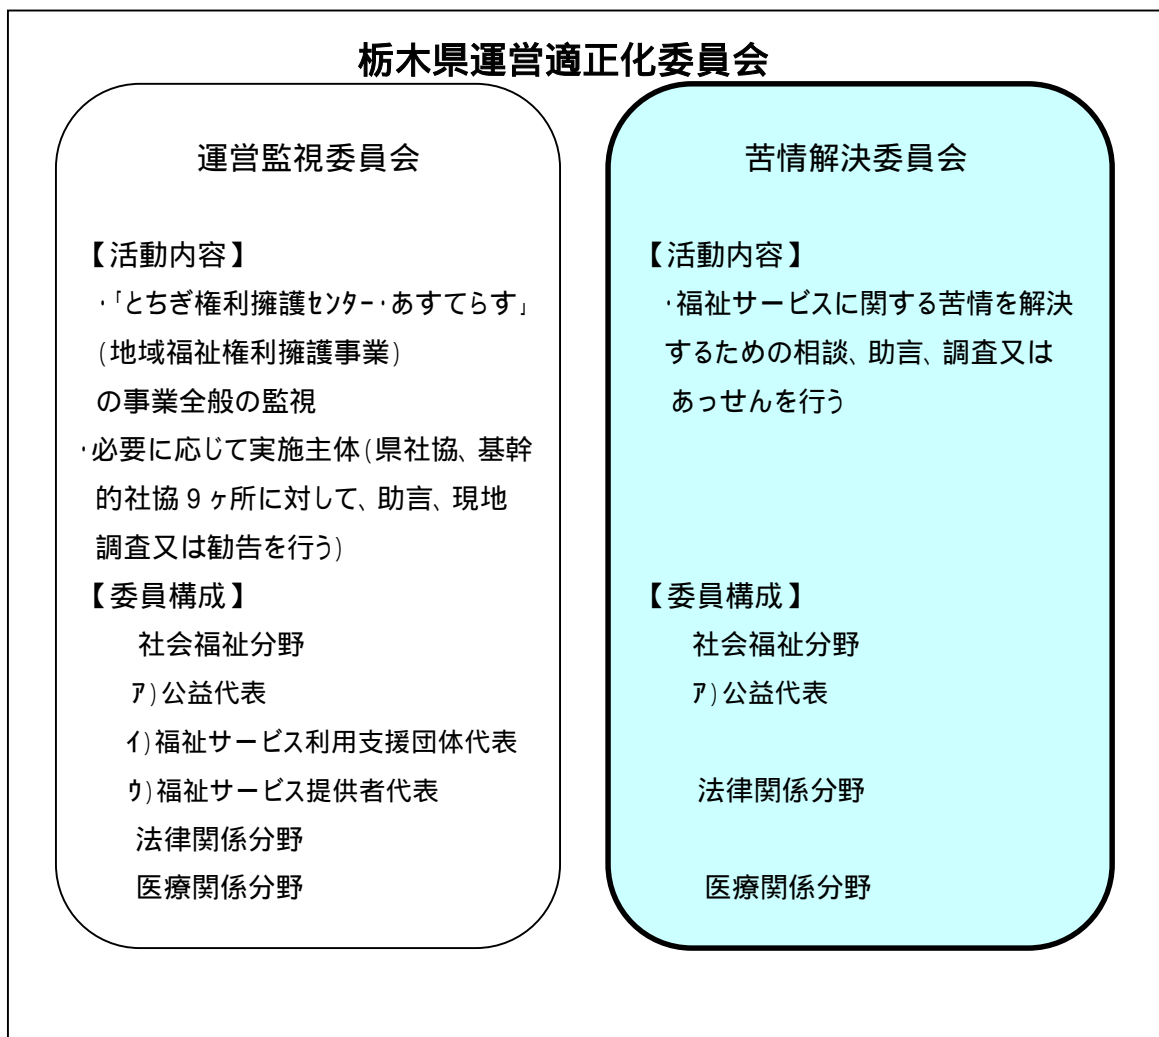 栃木県運営適正化委員会
運営監視委員会
【活動内容】
・「とちぎ権利擁護ｾﾝﾀｰ・あすてらす」
(地域福祉権利擁護事業)
の事業全般の監視
・必要に応じて実施主体(県社協、基幹
的社協９ヶ所に対して、助言、現地
調査又は勧告を行う)
【委員構成】
社会福祉分野
ｱ)公益代表
ｲ)福祉サービス利用支援団体代表
ｳ)福祉サービス提供者代表
法律関係分野
医療関係分野
苦情解決委員会
【活動内容】
・福祉サービスに関する苦情を解決
するための相談、助言、調査又は
あっせんを行う
【委員構成】
社会福祉分野
ｱ)公益代表
法律関係分野
医療関係分野